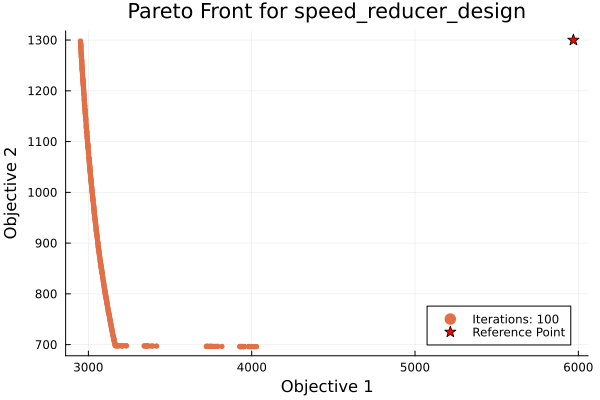 Pareto Front for speed_reducer_design
Objective 2
1300
1200
1100
1000
900
800
700
3000
4000
5000
6000
Objective 1
Iterations: 100
Reference Point